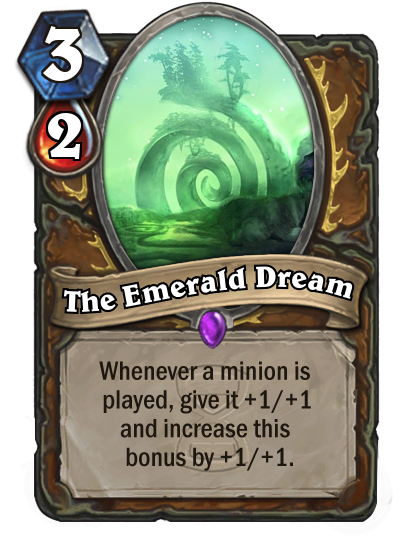 3
2
The Emerald Dream
Whenever a minion is
played, give it +1/+1
and increase this
bonus by +1/+1.